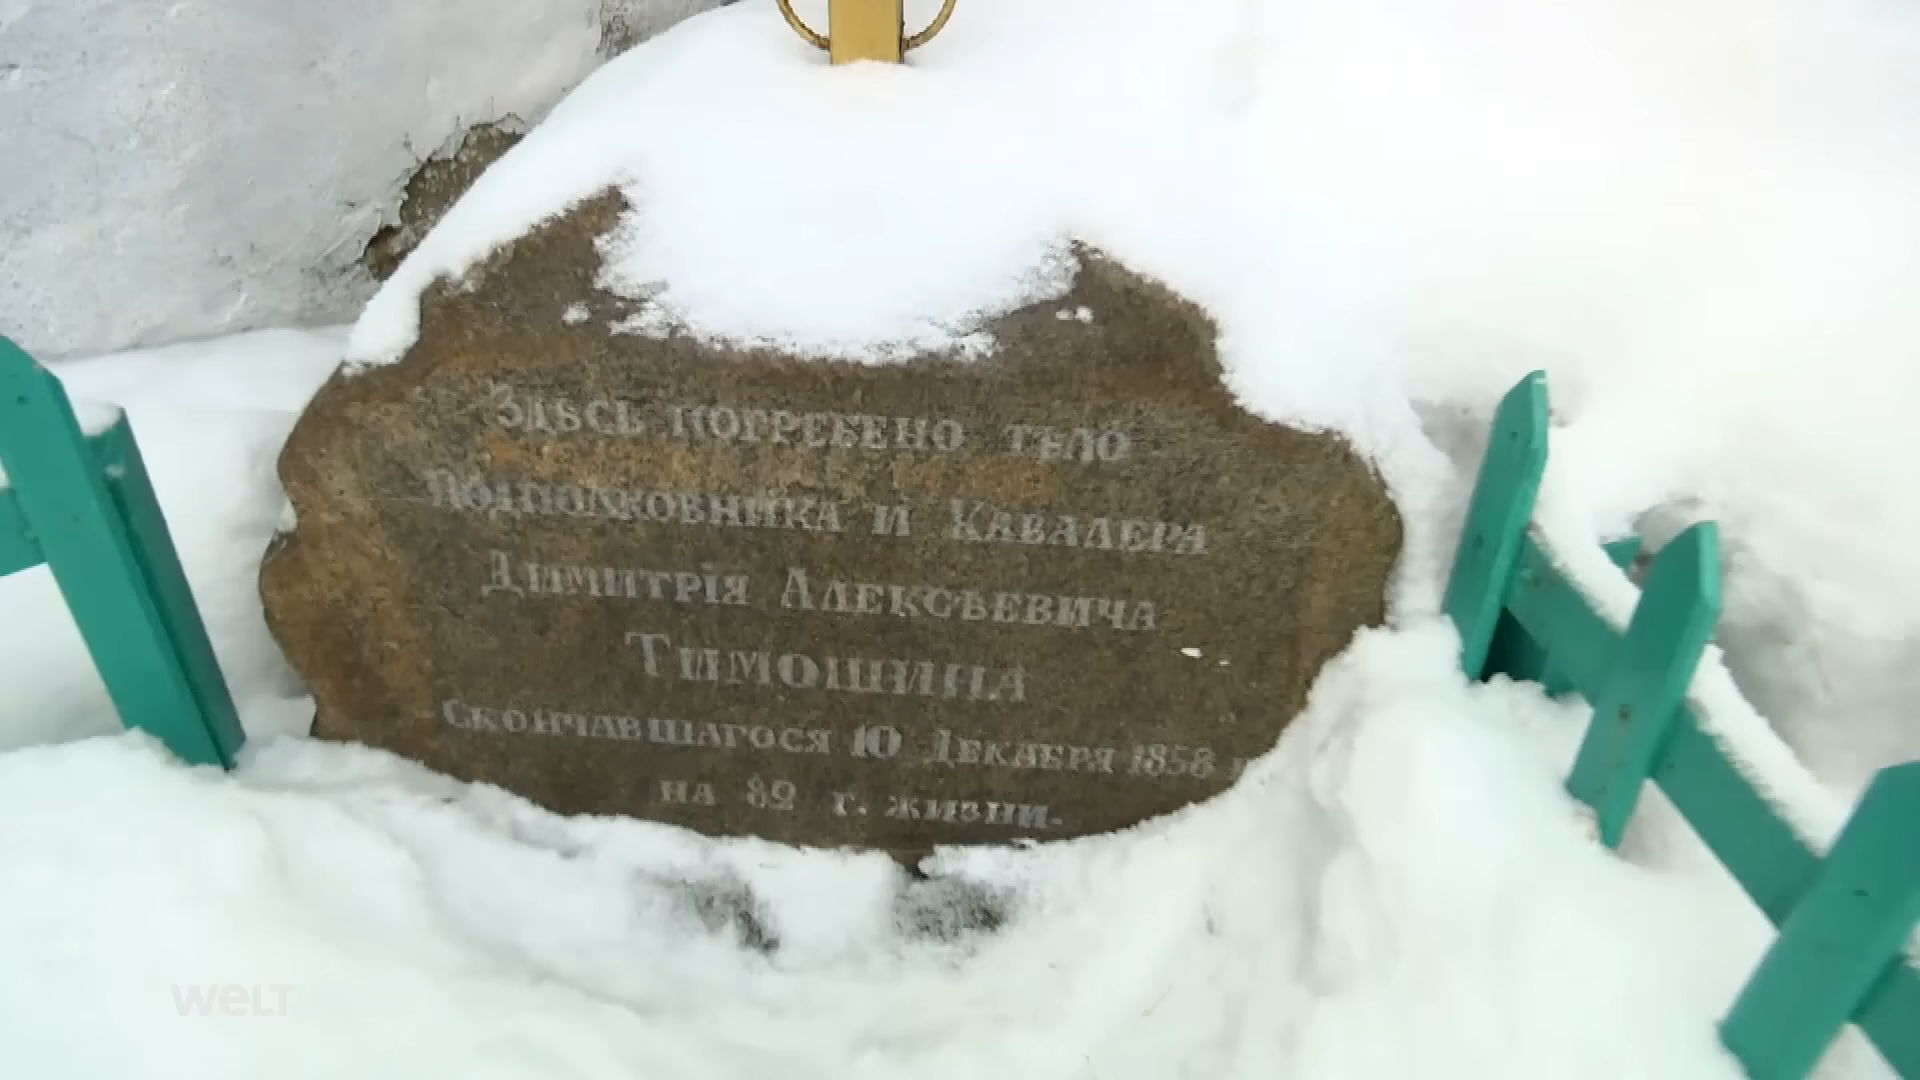 Здѣсь погребено тѣло
Подполковника и Кавалера
Димитрія Алексѣевича
Тимошина
Скончавшагося 10 Декабря 1858
на 82 г. жизни.
WELT